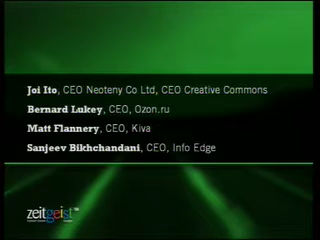 Joi Ito, CEO Neoteny Co Ltd, CEO Creative Commons
Bernard Lukey, CEO, Ozon.ru
Matt Flannery, CEO, Kiva
Sanjeev Bikhchandani, CEO, Info Edge
zeitgeist™